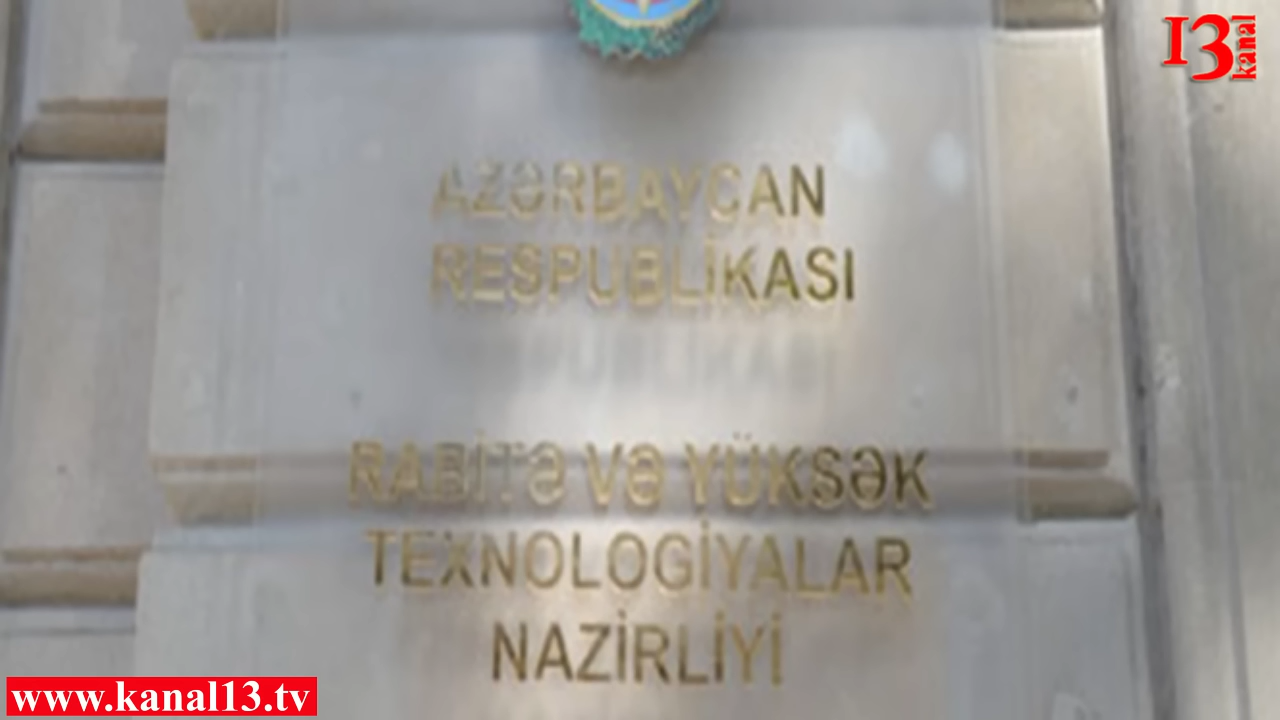 13 kanal
AZƏRBAYCAN
RESPUBLİKASI
RABİTƏ VƏ YÜKSƏK
TEXNOLOGİYALAR
NAZİRLİYİ
www.kanal13.tv